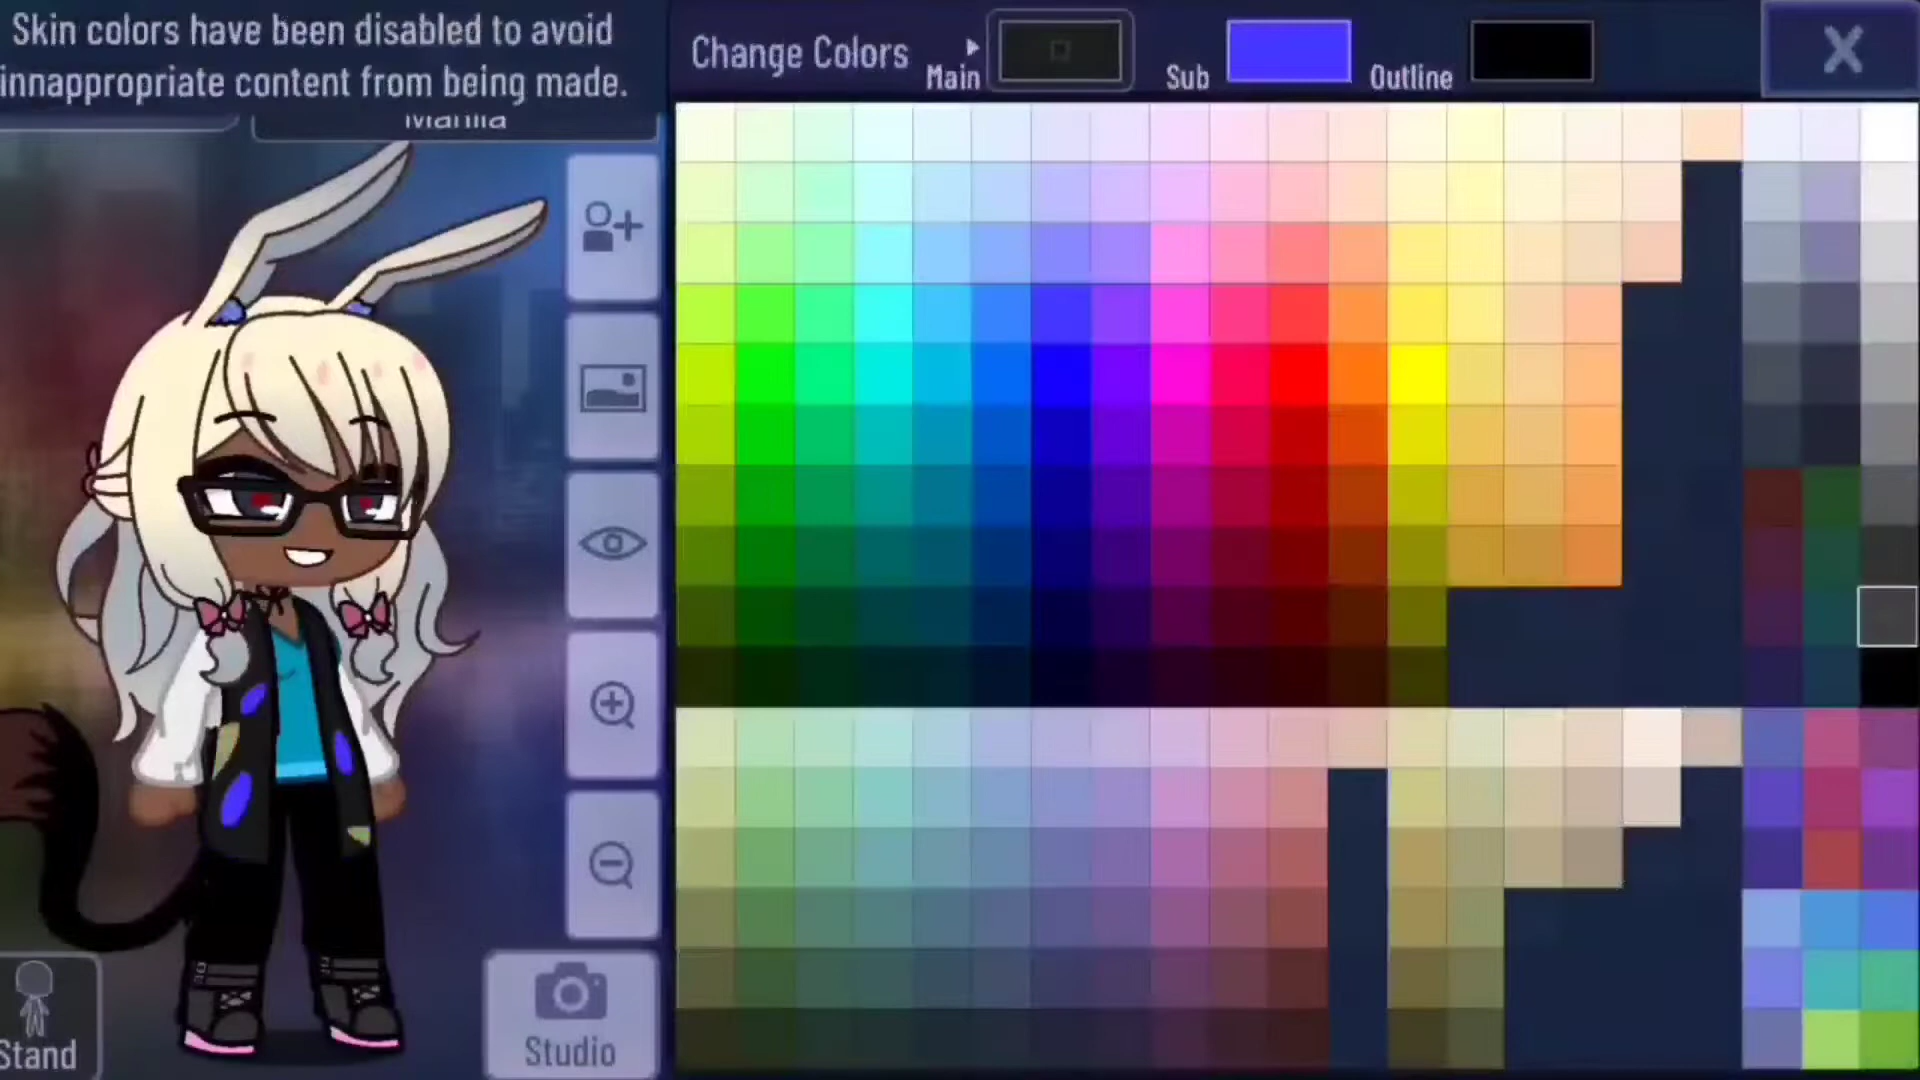 Skin colors have been disabled to avoid
innappropriate content from being made.
Manila
Change Colors
Main
Sub
Outline
X
Stand
Studio